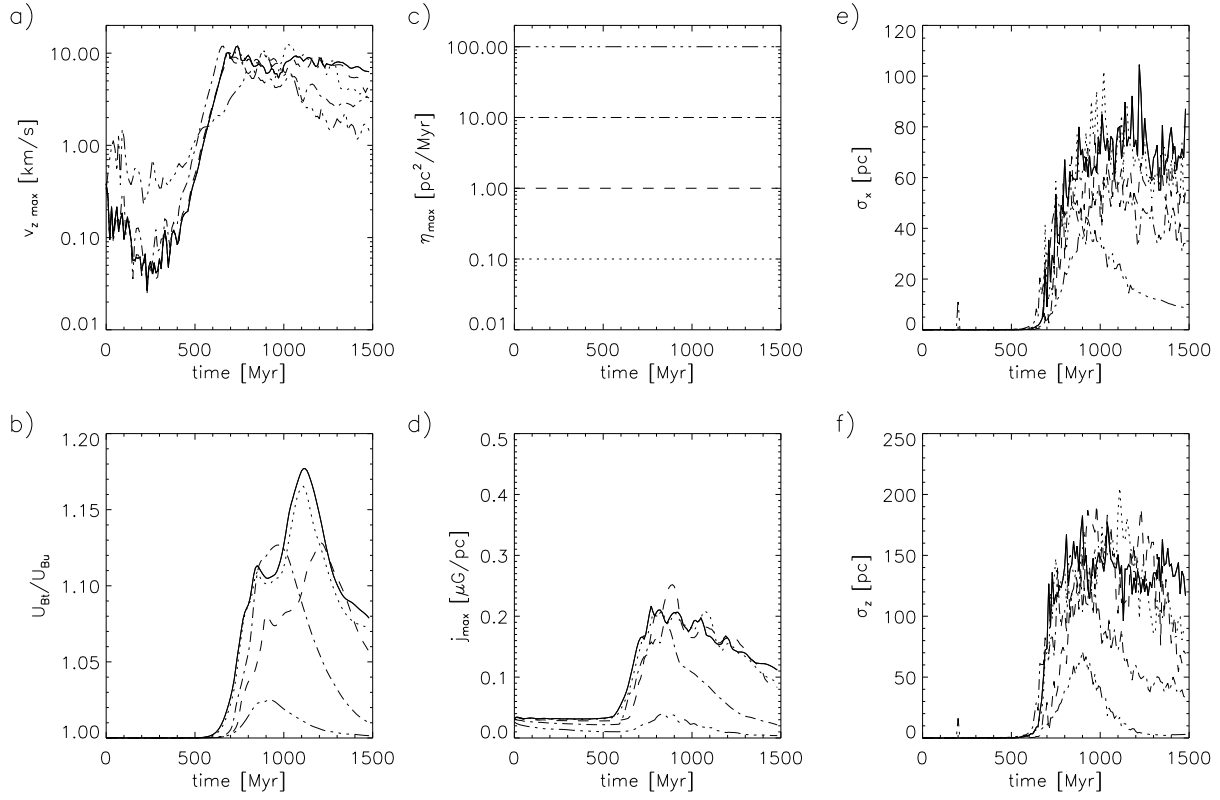 a)
10.00
1.00
0.10
0.01
v_z max [km/s]
0 500 1000 1500
time [Myr]
c)
100.00
10.00
1.00
0.10
0.01
η_max [pc²/Myr]
0 500 1000 1500
time [Myr]
e)
120
100
80
60
40
20
0
σ_x [pc]
0 500 1000 1500
time [Myr]
b)
1.20
1.15
1.10
1.05
1.00
U_Bt/U_Bu
0 500 1000 1500
time [Myr]
d)
0.5
0.4
0.3
0.2
0.1
0.0
j_max [μG/pc]
0 500 1000 1500
time [Myr]
f)
250
200
150
100
50
0
σ_z [pc]
0 500 1000 1500
time [Myr]